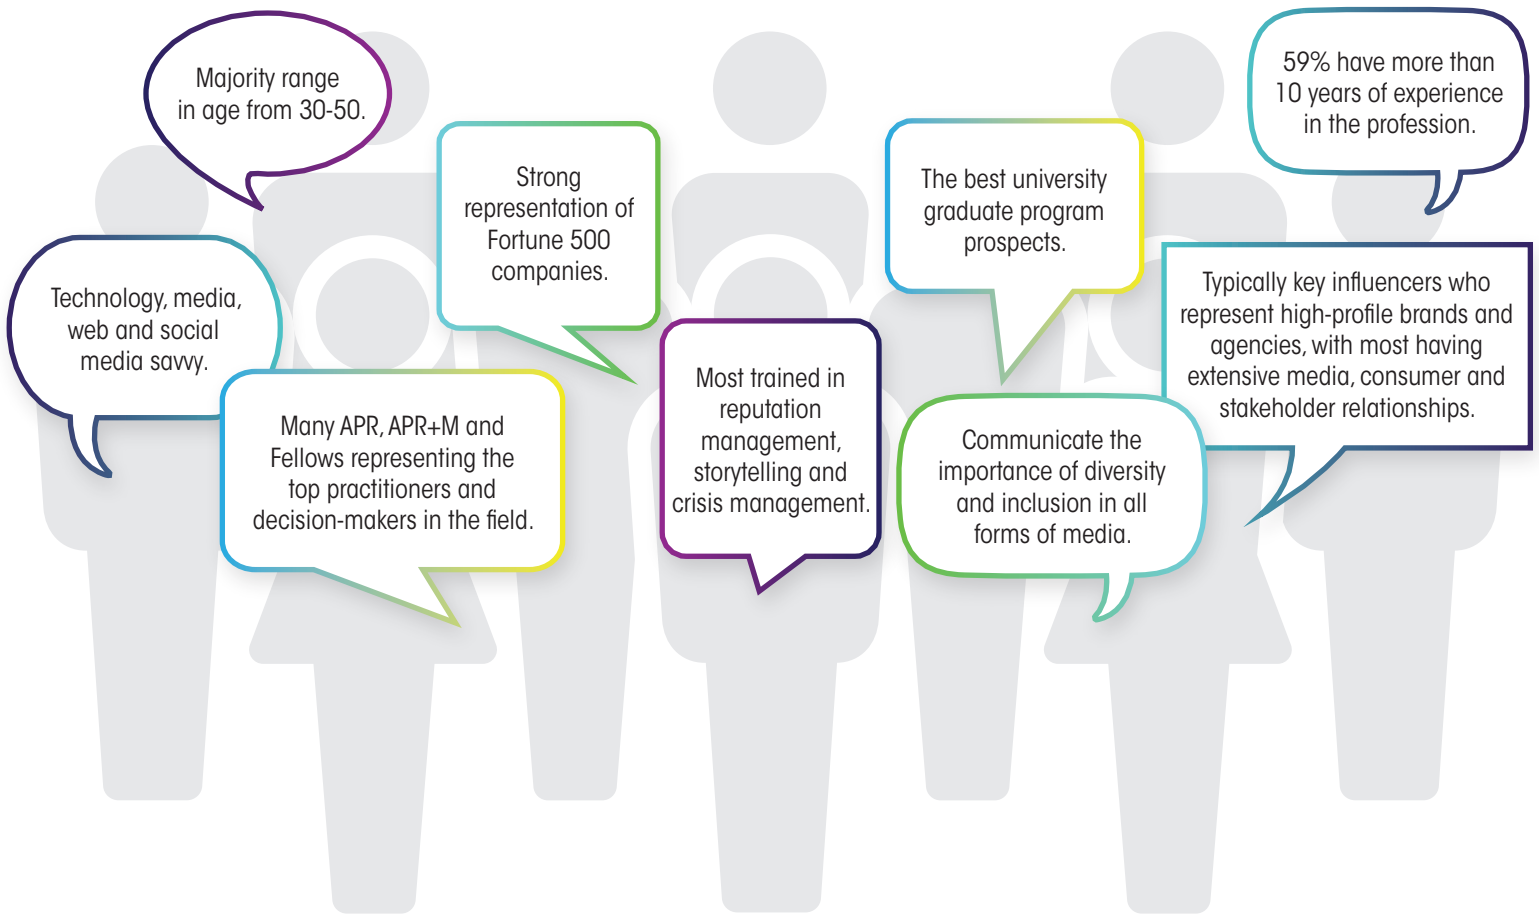 Majority range
in age from 30-50.
59% have more than
10 years of experience
in the profession.
Strong
representation of
Fortune 500
companies.
The best university
graduate program
prospects.
Technology, media,
web and social
media savvy.
Typically key influencers who
represent high-profile brands and
agencies, with most having
extensive media, consumer and
stakeholder relationships.
Many APR, APR+M and
Fellows representing the
top practitioners and
decision-makers in the field.
Most trained in
reputation
management,
storytelling and
crisis management.
Communicate the
importance of diversity
and inclusion in all
forms of media.